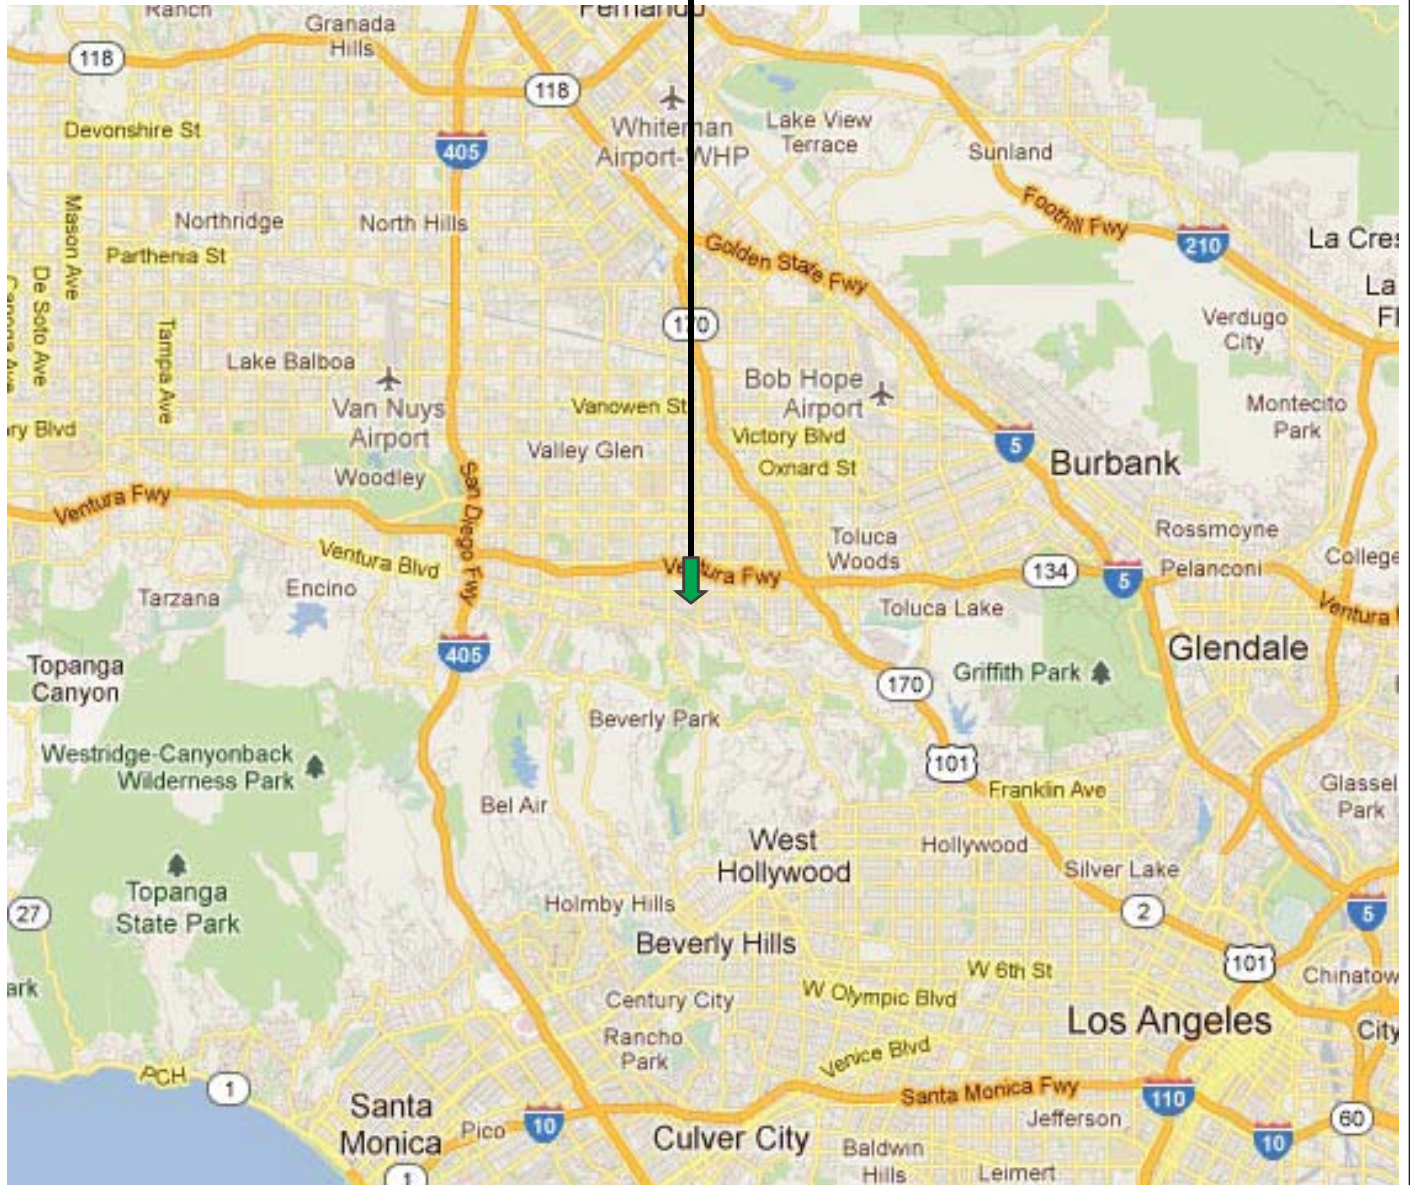 Ranch
Granada
Hills
118
118
Devonshire St
405
Whiteman
Airport-WHP
Lake View
Terrace
Sunland
Mason Ave
Northridge
North Hills
Foothill Fwy
210
La
Parthenia St
Golden State Fwy
De Soto Ave
La
170
Verdugo
City
Tampa Ave
Lake Balboa
Van Nuys
Airport
Bob Hope
Airport
Vanowen St
Montecito
Park
Blvd
Victory Blvd
5
Valley Glen
Oxnard St
Burbank
Woodley
Ventura Fwy
San Diego Fwy
Toluca
Woods
Rossmoyne
Ventura Blvd
Ventura Fwy
134
5
Pelanconi
College
Encino
Tarzana
Toluca Lake
Ventura
405
Glendale
Topanga
Canyon
170
Griffith Park
Beverly Park
Westridge-Canyonback
Wilderness Park
101
Franklin Ave
Glassel
Park
Bel Air
West
Hollywood
Hollywood
Silver Lake
Topanga
State Park
27
Holmby Hills
2
5
Beverly Hills
101
W 6th St
Chinatow
ark
Century City
W Olympic Blvd
Los Angeles
City
Rancho
Park
Venice Blvd
PCH
1
Santa Monica Fwy
110
Santa
Monica
Pico
10
Culver City
Jefferson
60
10
Baldwin
Hills
Leimert
1